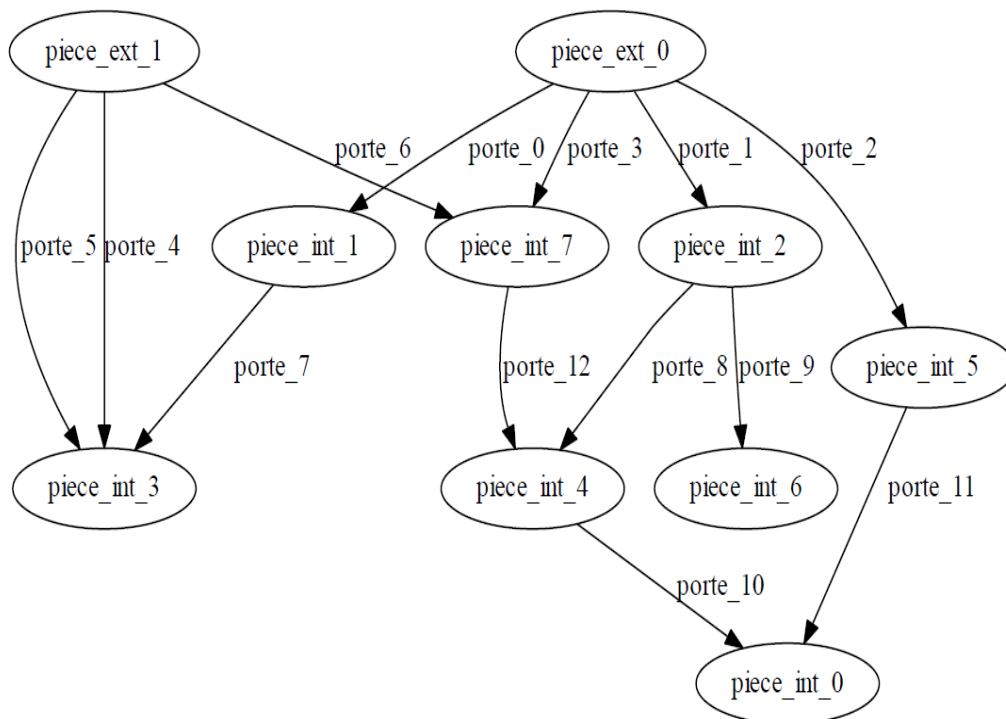 piece_ext_1
piece_ext_0
porte_6
porte_0
porte_3
porte_1
porte_2
porte_5
porte_4
piece_int_1
piece_int_7
piece_int_2
porte_7
porte_12
porte_8
porte_9
piece_int_5
piece_int_3
piece_int_4
piece_int_6
porte_11
porte_10
piece_int_0